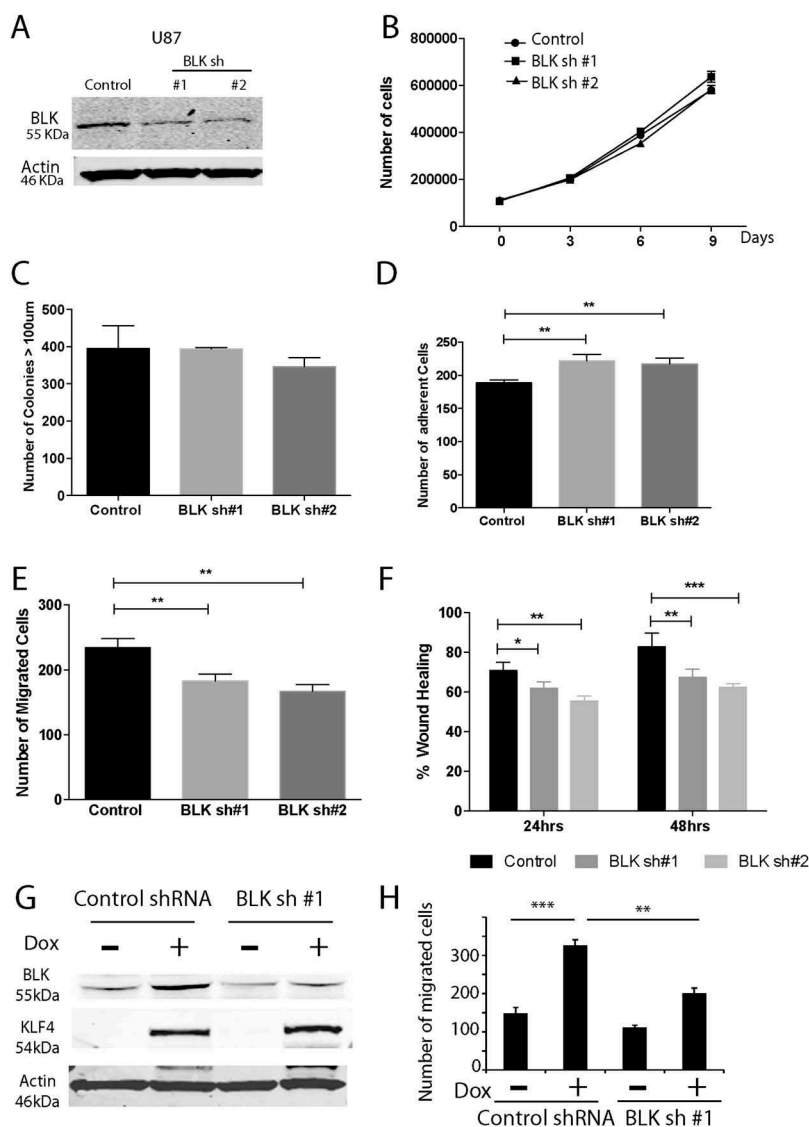 A
U87
BLK sh
Control #1 #2
BLK
55 KDa
Actin
46 KDa
B
Number of cells
800000
600000
400000
200000
0
0 3 6 9 Days
Control
BLK sh #1
BLK sh #2
C
Number of Colonies > 100um
500
400
300
200
100
0
Control BLK sh#1 BLK sh#2
D
Number of adherent Cells
**
**
250
200
150
100
50
0
Control BLK sh#1 BLK sh#2
E
Number of Migrated Cells
**
**
300
200
100
0
Control BLK sh#1 BLK sh#2
F
% Wound Healing
***
** **
*
100
80
60
40
20
0
24hrs 48hrs
Control BLK sh#1 BLK sh#2
G
Control shRNA BLK sh #1
Dox - + - +
BLK
55kDa
KLF4
54kDa
Actin
46kDa
H
Number of migrated cells
*** **
300
200
100
0
Dox - + - +
Control shRNA BLK sh #1